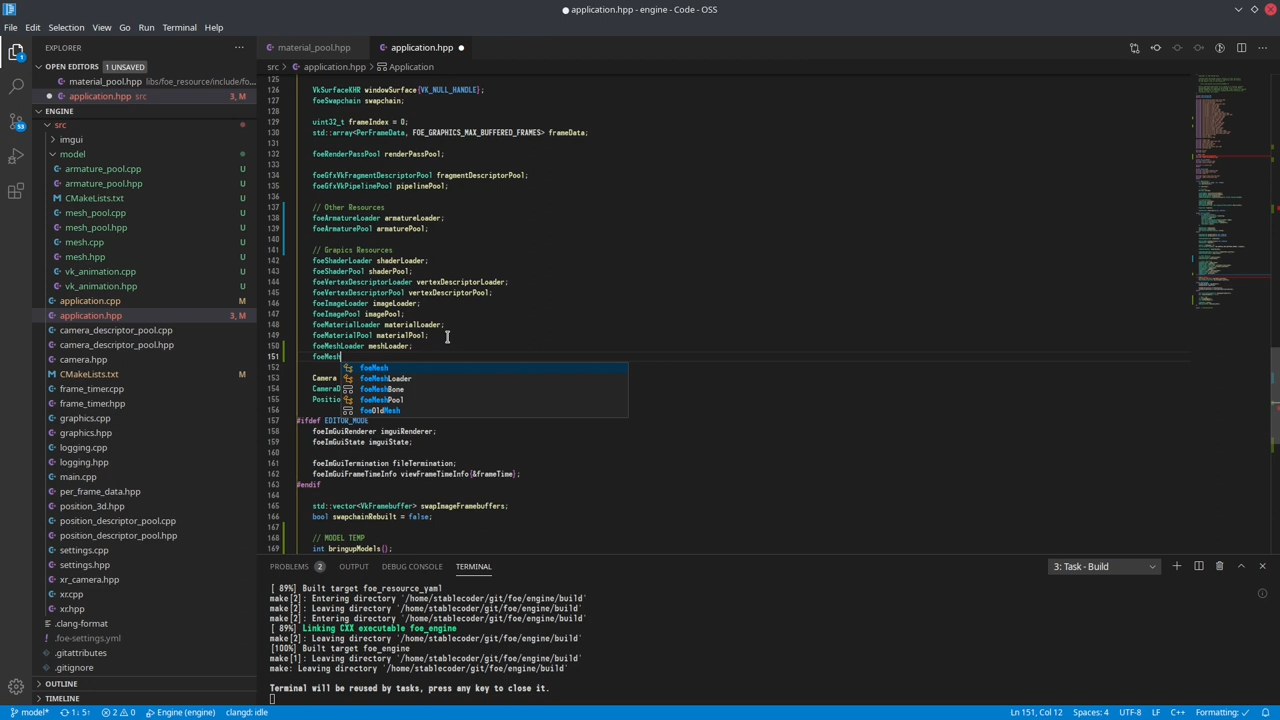 application.hpp - engine - Code - OSS
File Edit Selection View Go Run Terminal Help
EXPLORER
OPEN EDITORS 1 UNSAVED
material_pool.hpp libs/foe_resource/include/fo...
application.hpp src 3, M
ENGINE
src
imgui
model
armature_pool.cpp U
armature_pool.hpp U
CMakeLists.txt U
mesh_pool.cpp U
mesh_pool.hpp U
mesh.cpp U
mesh.hpp U
vk_animation.cpp U
vk_animation.hpp U
application.cpp M
application.hpp 3, M
camera_descriptor_pool.cpp
camera_descriptor_pool.hpp
camera.hpp
CMakeLists.txt M
frame_timer.cpp
frame_timer.hpp
graphics.cpp
graphics.hpp
logging.cpp
logging.hpp
main.cpp
per_frame_data.hpp
position_3d.hpp
position_descriptor_pool.cpp
position_descriptor_pool.hpp
settings.cpp
settings.hpp
xr_camera.hpp
xr.cpp
xr.hpp
.clang-format
.foe-settings.yml
.gitattributes
.gitignore
OUTLINE
TIMELINE
material_pool.hpp application.hpp
src > application.hpp > Application
125
126 VkSurfaceKHR windowSurface{VK_NULL_HANDLE};
127 foeSwapchain swapchain;
128
129 uint32_t frameIndex = 0;
130 std::array<PerFrameData, FOE_GRAPHICS_MAX_BUFFERED_FRAMES> frameData;
131
132 foeRenderPassPool renderPassPool;
133
134 foeGfxVkFragmentDescriptorPool fragmentDescriptorPool;
135 foeGfxVkPipelinePool pipelinePool;
136
137 // Other Resources
138 foeArmatureLoader armatureLoader;
139 foeArmaturePool armaturePool;
140
141 // Grapics Resources
142 foeShaderLoader shaderLoader;
143 foeShaderPool shaderPool;
144 foeVertexDescriptorLoader vertexDescriptorLoader;
145 foeVertexDescriptorPool vertexDescriptorPool;
146 foeImageLoader imageLoader;
147 foeImagePool imagePool;
148 foeMaterialLoader materialLoader;
149 foeMaterialPool materialPool;
150 foeMeshLoader meshLoader;
151 foeMesh
152 foeMesh
153 Camera foeMeshLoader
154 CameraD foeMeshBone
155 Positio foeMeshPool
156 foeOldMesh
157 #ifdef EDITOR_MODE
158 foeImGuiRenderer imguiRenderer;
159 foeImGuiState imguiState;
160
161 foeImGuiTermination fileTermination;
162 foeImGuiFrameTimeInfo viewFrameTimeInfo{&frameTime};
163 #endif
164
165 std::vector<VkFramebuffer> swapImageFramebuffers;
166 bool swapchainRebuilt = false;
167
168 // MODEL TEMP
169 int bringupModels();
PROBLEMS 2 OUTPUT DEBUG CONSOLE TERMINAL 3: Task - Build
[ 89%] Built target foe_resource_yaml
make[2]: Entering directory '/home/stablecoder/git/foe/engine/build'
make[2]: Leaving directory '/home/stablecoder/git/foe/engine/build'
make[2]: Entering directory '/home/stablecoder/git/foe/engine/build'
[ 89%] Linking CXX executable foe_engine
make[2]: Leaving directory '/home/stablecoder/git/foe/engine/build'
[100%] Built target foe_engine
make[1]: Leaving directory '/home/stablecoder/git/foe/engine/build'
make: Leaving directory '/home/stablecoder/git/foe/engine/build'
Terminal will be reused by tasks, press any key to close it.
model* 1↓ 5↑ 2 0 Engine (engine) clangd: idle Ln 151, Col 12 Spaces: 4 UTF-8 LF C++ Formatting: ✓